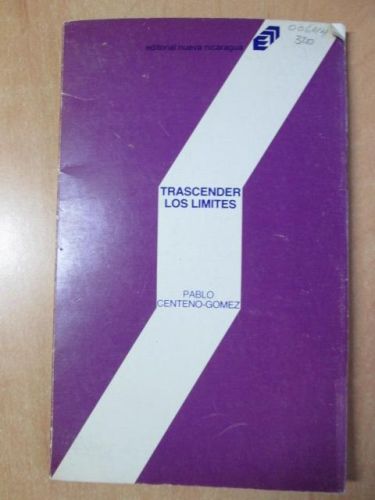 editorial nueva nicaragua
TRASCENDER
LOS LIMITES
PABLO
CENTENO-GOMEZ